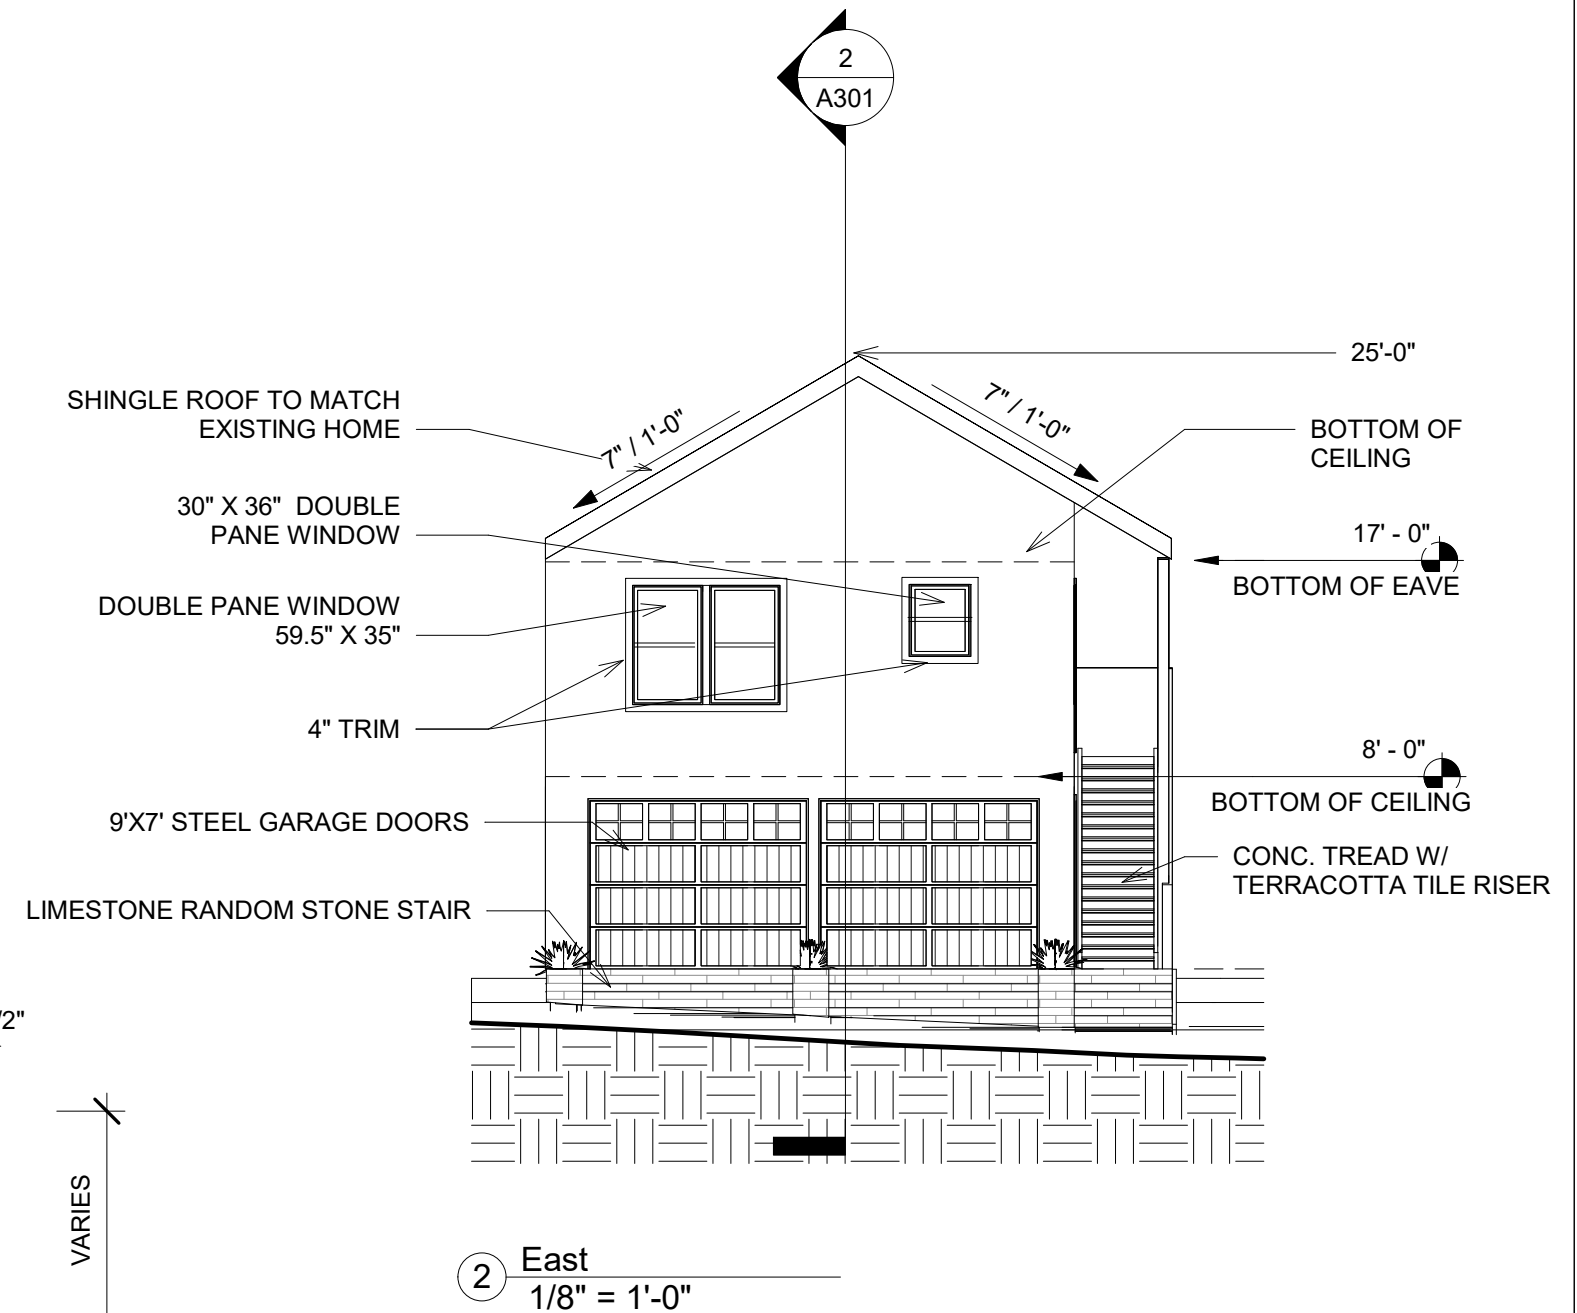 2
A301
25'-0"
SHINGLE ROOF TO MATCH
EXISTING HOME
7" / 1'-0"
7" / 1'-0"
BOTTOM OF
CEILING
30" X 36"  DOUBLE
PANE WINDOW
17' - 0"
BOTTOM OF EAVE
DOUBLE PANE WINDOW
59.5" X 35"
4" TRIM
8' - 0"
BOTTOM OF CEILING
9'X7' STEEL GARAGE DOORS
CONC. TREAD W/
TERRACOTTA TILE RISER
LIMESTONE RANDOM STONE STAIR
/2"
VARIES
2
East
1/8" = 1'-0"